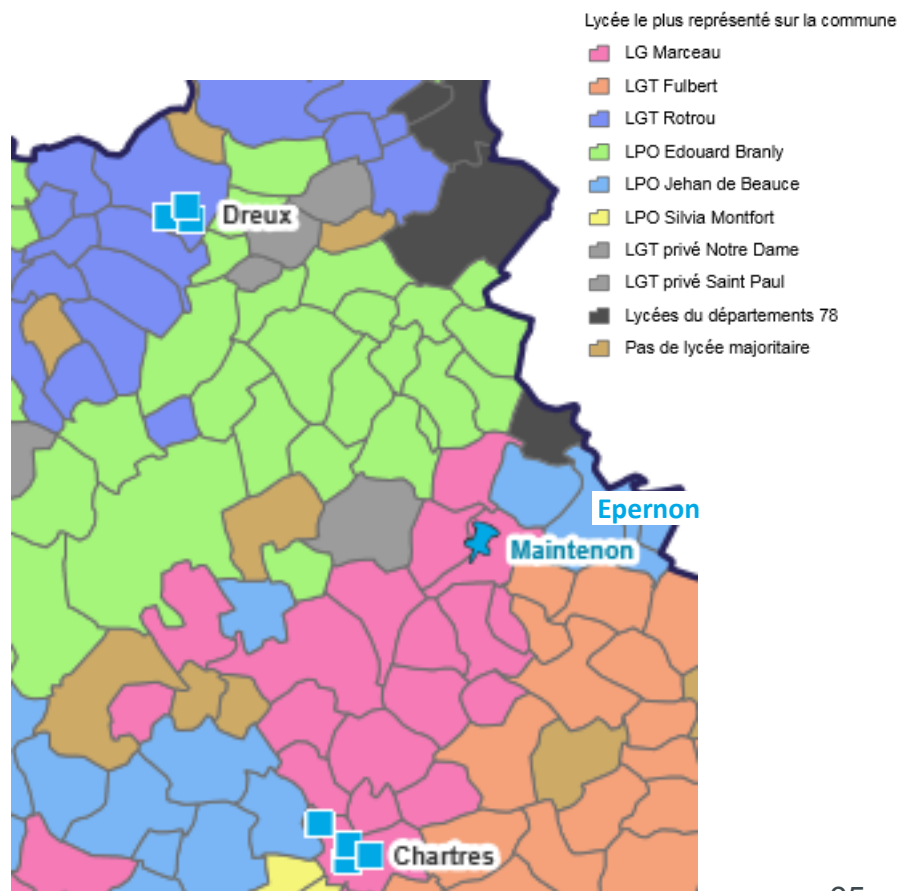 Lycée le plus représenté sur la commune
LG Marceau
LGT Fulbert
LGT Rotrou
LPO Edouard Branly
LPO Jehan de Beauce
LPO Silvia Montfort
LGT privé Notre Dame
LGT privé Saint Paul
Lycées du départements 78
Pas de lycée majoritaire
Dreux
Epernon
Maintenon
Chartres